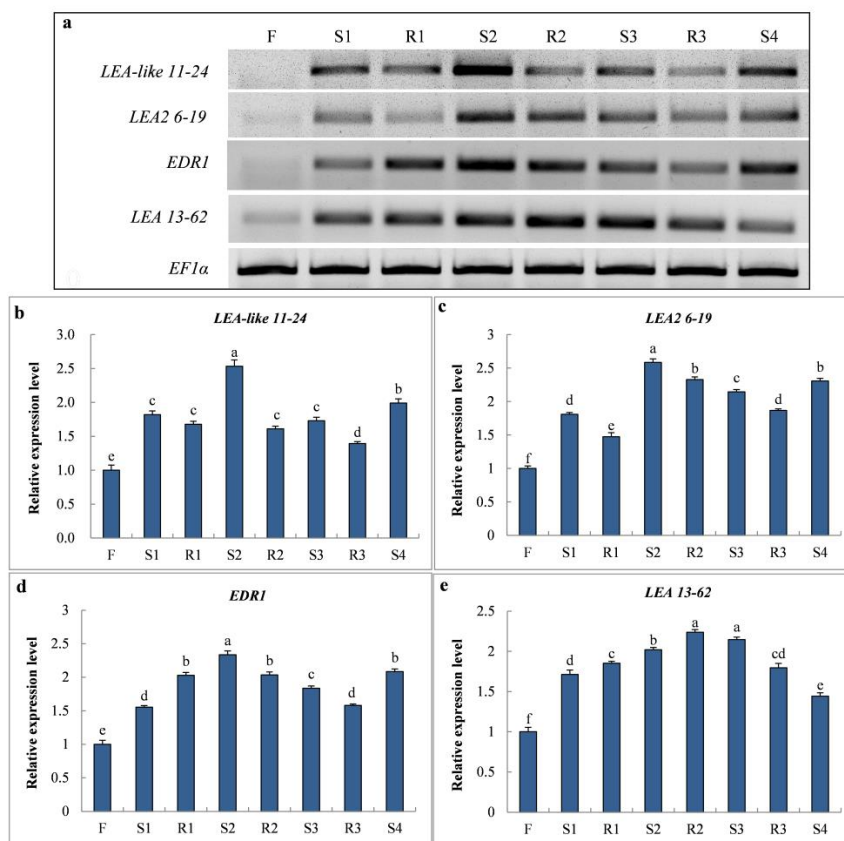 a
F S1 R1 S2 R2 S3 R3 S4
LEA-like 11-24
LEA2 6-19
EDR1
LEA 13-62
EF1α
b
LEA-like 11-24
Relative expression level
3.0
2.5
2.0
1.5
1.0
0.5
0.0
e c c a c c d b
F S1 R1 S2 R2 S3 R3 S4
c
LEA2 6-19
Relative expression level
3
2.5
2
1.5
1
0.5
0
f d e a b c d b
F S1 R1 S2 R2 S3 R3 S4
d
EDR1
Relative expression level
3
2.5
2
1.5
1
0.5
0
e d b a b c d b
F S1 R1 S2 R2 S3 R3 S4
e
LEA 13-62
Relative expression level
2.5
2
1.5
1
0.5
0
f d c b a a cd e
F S1 R1 S2 R2 S3 R3 S4